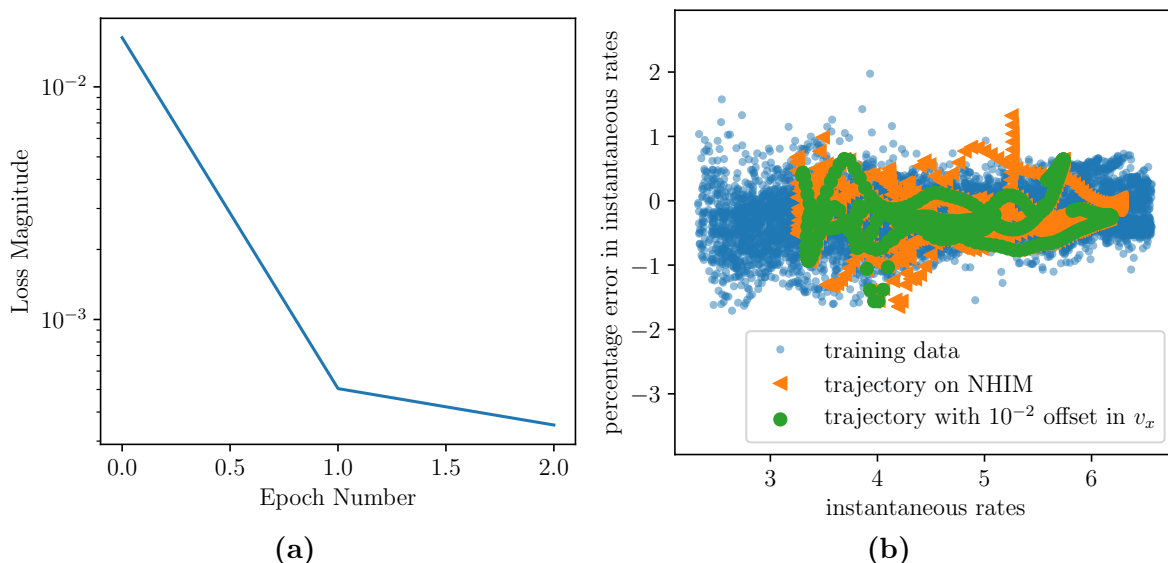 Loss Magnitude
10⁻²
10⁻³
0.0 0.5 1.0 1.5 2.0
Epoch Number
(a)
percentage error in instantaneous rates
2
1
0
−1
−2
−3
training data
trajectory on NHIM
trajectory with 10⁻² offset in vₓ
3 4 5 6
instantaneous rates
(b)